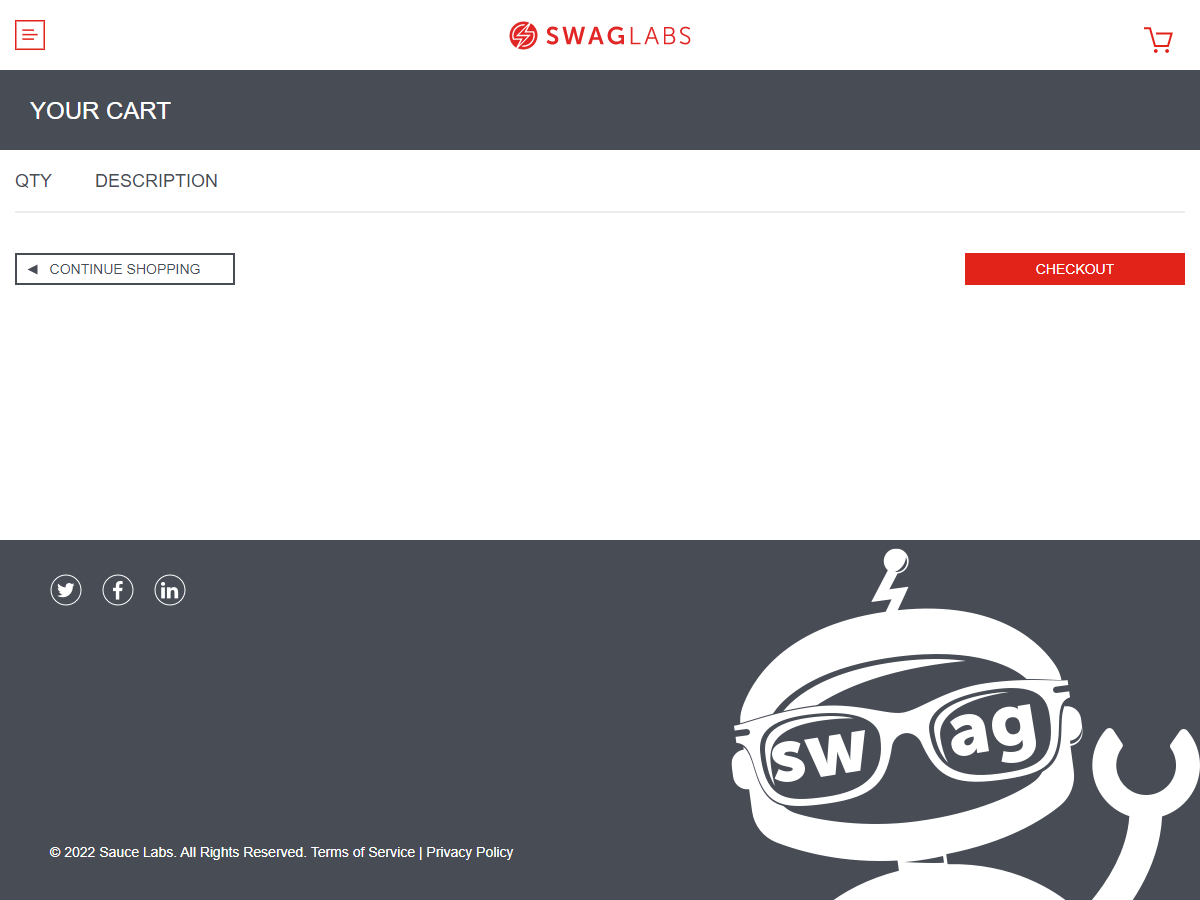 SWAGLABS
YOUR CART
QTY DESCRIPTION
CONTINUE SHOPPING
CHECKOUT
sw ag
© 2022 Sauce Labs. All Rights Reserved. Terms of Service | Privacy Policy